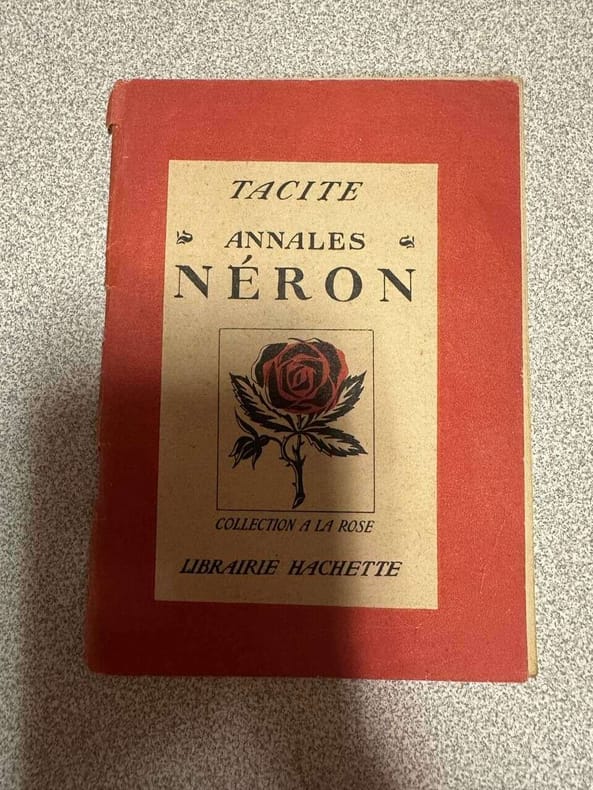 TACITE
ANNALES
NÉRON
COLLECTION A LA ROSE
LIBRAIRIE HACHETTE